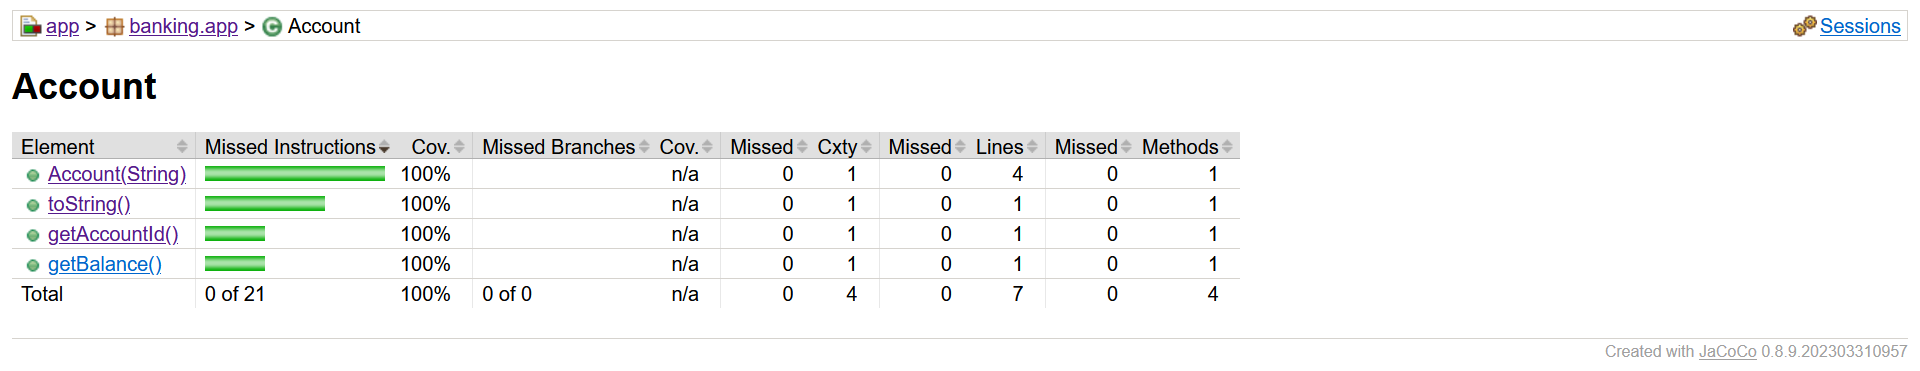 app > banking.app > Account Sessions
Account
Element Missed Instructions Cov. Missed Branches Cov. Missed Cxty Missed Lines Missed Methods
Account(String) 100% n/a 0 1 0 4 0 1
toString() 100% n/a 0 1 0 1 0 1
getAccountId() 100% n/a 0 1 0 1 0 1
getBalance() 100% n/a 0 1 0 1 0 1
Total 0 of 21 100% 0 of 0 n/a 0 4 0 7 0 4
Created with JaCoCo 0.8.9.202303310957